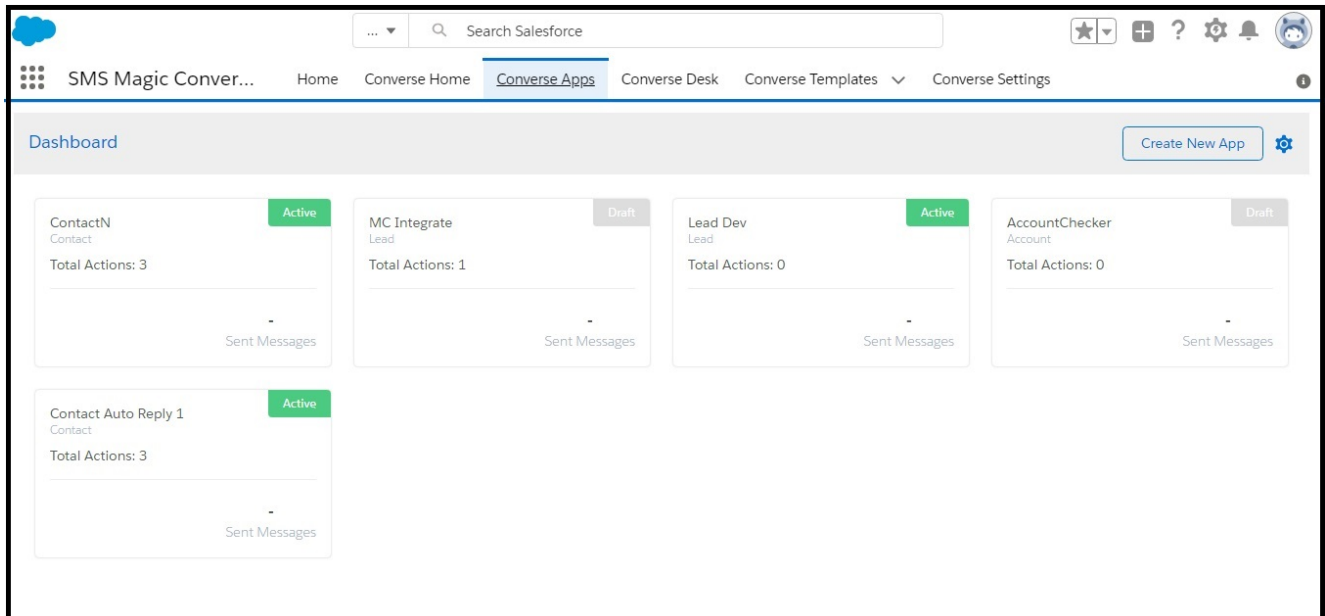 ... Search Salesforce
SMS Magic Conver... Home Converse Home Converse Apps Converse Desk Converse Templates Converse Settings
Dashboard Create New App
ContactN Active
Contact
Total Actions: 3
-
Sent Messages
MC Integrate Draft
Lead
Total Actions: 1
-
Sent Messages
Lead Dev Active
Lead
Total Actions: 0
-
Sent Messages
AccountChecker Draft
Account
Total Actions: 0
-
Sent Messages
Contact Auto Reply 1 Active
Contact
Total Actions: 3
-
Sent Messages